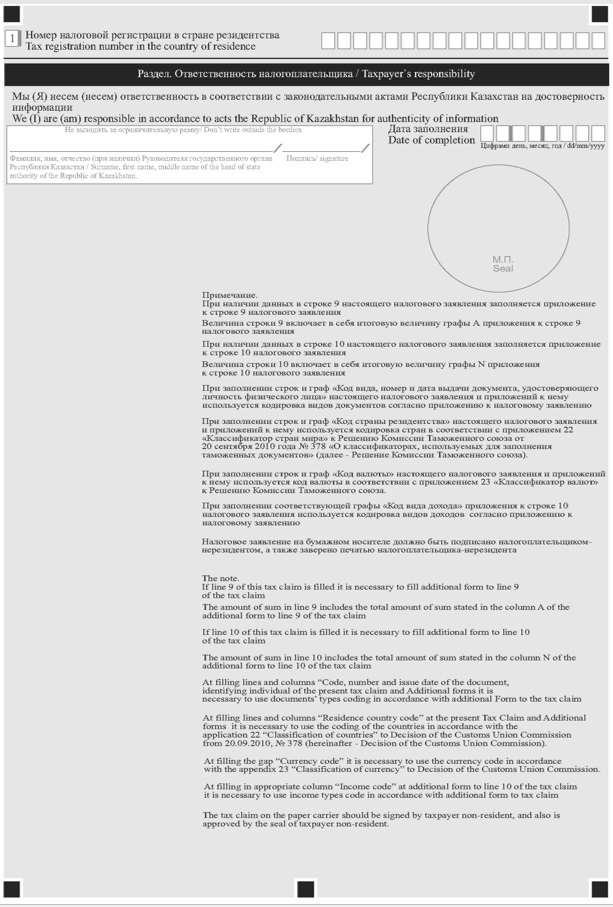 1 Номер налоговой регистрации в стране резидентства
Tax registration number in the country of residence
Раздел. Ответственность налогоплательщика / Taxpayer`s responsibility
Мы (Я) несем (несем) ответственность в соответствии с законодательными актами Республики Казахстан на достоверность
информации
We (I) are (am) responsible in accordance to acts the Republic of Kazakhstan for authenticity of information
Не заходить за ограничительную рамку/ Don't write outside the borders
Дата заполнения
Date of completion
Цифрами день, месяц, год / dd/mm/yyyy
Фамилия, имя, отчество (при наличии) Руководителя государственного органа
Республики Казахстан / Surname, first name, middle name of the head of state
authority of the Republic of Kazakhstan.
Подпись/ signature
М.П.
Seal
Примечание.
При наличии данных в строке 9 настоящего налогового заявления заполняется приложение
к строке 9 налогового заявления
Величина строки 9 включает в себя итоговую величину графы А приложения к строке 9
налогового заявления
При наличии данных в строке 10 настоящего налогового заявления заполняется приложение
к строке 10 налогового заявления
Величина строки 10 включает в себя итоговую величину графы N приложения
к строке 10 налогового заявления
При заполнении строк и граф «Код вида, номер и дата выдачи документа, удостоверяющего
личность физического лица» настоящего налогового заявления и приложений к нему
используется кодировка видов документов согласно приложению к налоговому заявлению
При заполнении строк и граф «Код страны резидентства» настоящего налогового заявления
и приложений к нему используется кодировка стран в соответствии с приложением 22
«Классификатор стран мира» к Решению Комиссии Таможенного союза от
20 сентября 2010 года № 378 «О классификаторах, используемых для заполнения
таможенных документов» (далее - Решение Комиссии Таможенного союза).
При заполнении строк и граф «Код валюты» настоящего налогового заявления и приложений
к нему используется код валюты в соответствии с приложением 23 «Классификатор валют»
к Решению Комиссии Таможенного союза.
При заполнении соответствующей графы «Код вида дохода» приложения к строке 10
налогового заявления используется кодировка видов доходов согласно приложению к
налоговому заявлению
Налоговое заявление на бумажном носителе должно быть подписано налогоплательщиком-
нерезидентом, а также заверено печатью налогоплательщика-нерезидента
The note.
If line 9 of this tax claim is filled it is necessary to fill additional form to line 9
of the tax claim
The amount of sum in line 9 includes the total amount of sum stated in the column A of the
additional form to line 9 of the tax claim
If line 10 of this tax claim is filled it is necessary to fill additional form to line 10
of the tax claim
The amount of sum in line 10 includes the total amount of sum stated in the column N of the
additional form to line 10 of the tax claim
At filling lines and columns “Code, number and issue date of the document,
identifying individual of the present tax claim and Additional forms it is
necessary to use documents' types coding in accordance with additional Form to the tax claim
At filling lines and columns “Residence country code” at the present Tax Claim and Additional
forms it is necessary to use the coding of the countries in accordance with the
application 22 “Classification of countries” to Decision of the Customs Union Commission
from 20.09.2010, № 378 (hereinafter - Decision of the Customs Union Commission).
At filling the gap “Currency code” it is necessary to use the currency code in accordance
with the appendix 23 “Classification of currency” to Decision of the Customs Union Commission.
At filling in appropriate column “Income code” at additional form to line 10 of the tax claim
it is necessary to use income types code in accordance with additional form to tax claim
The tax claim on the paper carrier should be signed by taxpayer non-resident, and also is
approved by the seal of taxpayer non-resident.